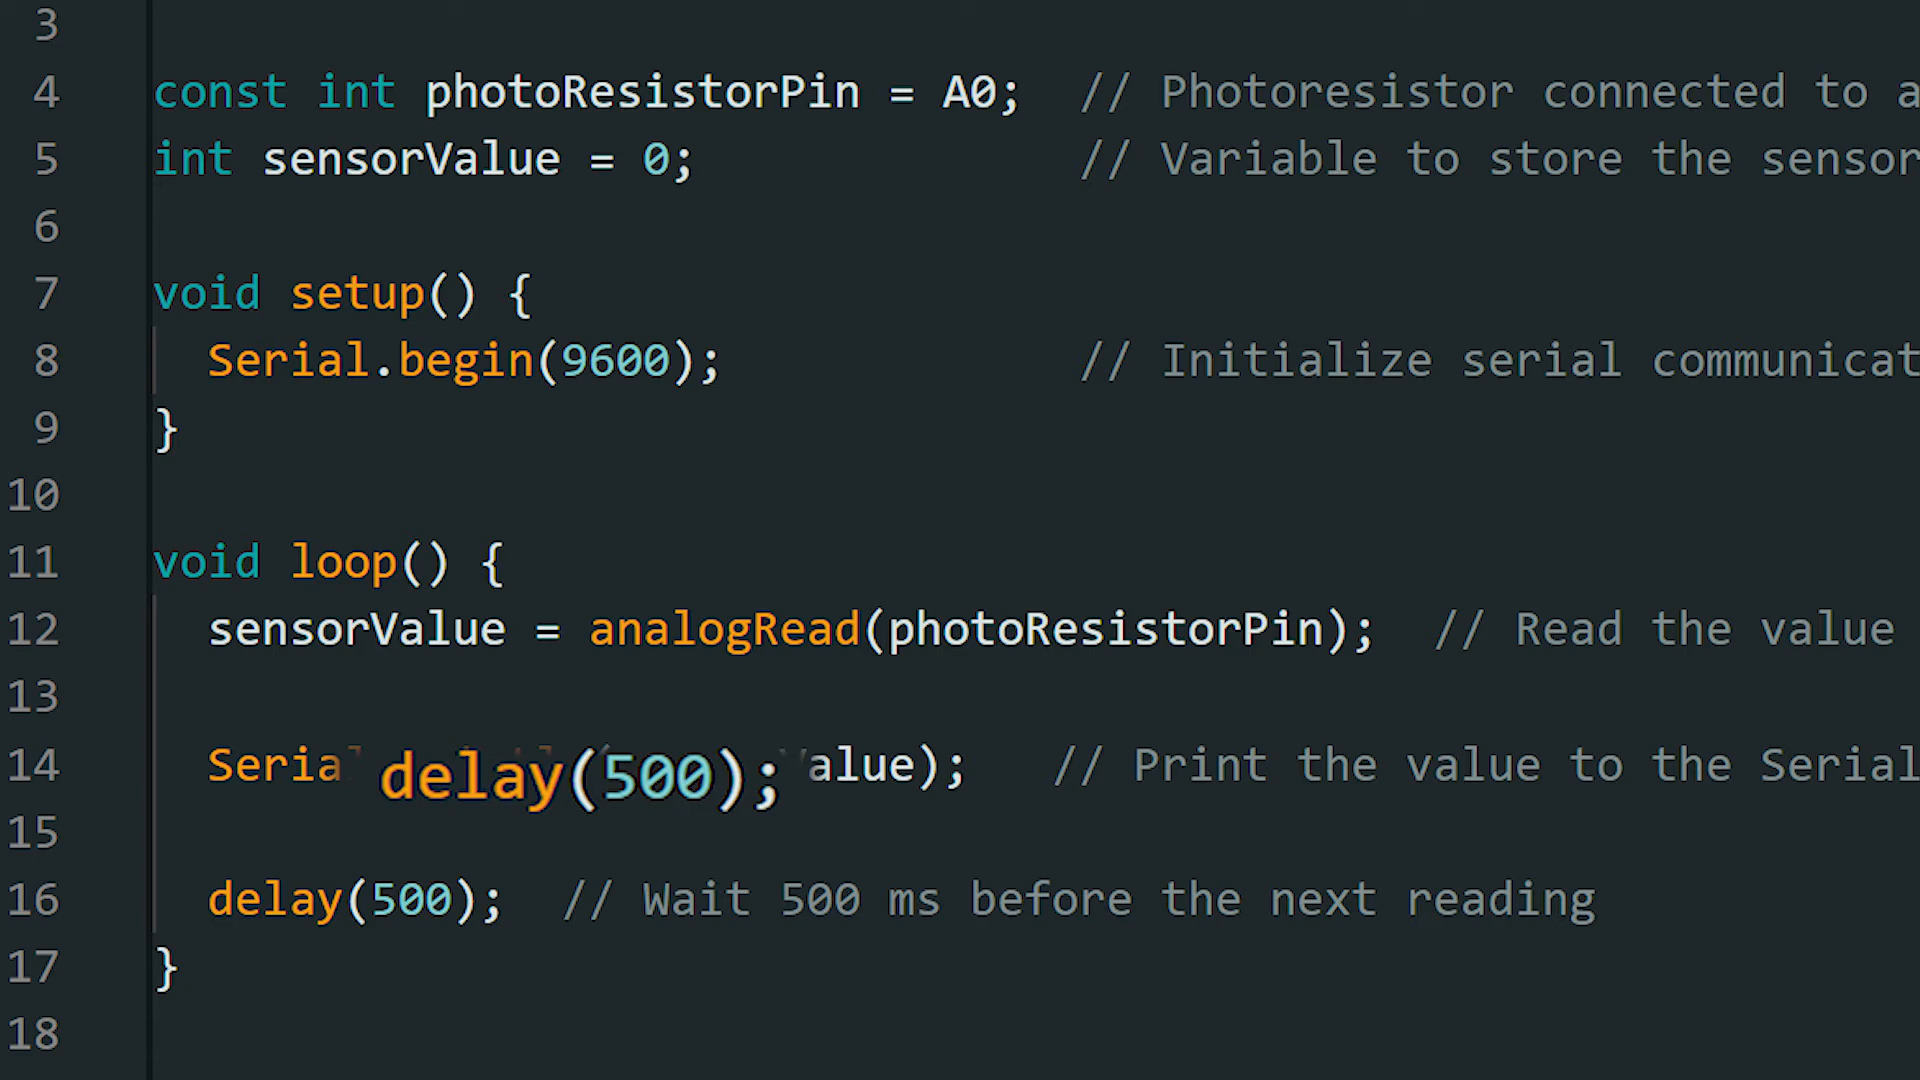 3
4 const int photoResistorPin = A0; // Photoresistor connected to a
5 int sensorValue = 0; // Variable to store the sensor
6
7 void setup() {
8 Serial.begin(9600); // Initialize serial communicat
9 }
10
11 void loop() {
12 sensorValue = analogRead(photoResistorPin); // Read the value
13
14 Seria delay(500); alue); // Print the value to the Serial
15
16 delay(500); // Wait 500 ms before the next reading
17 }
18